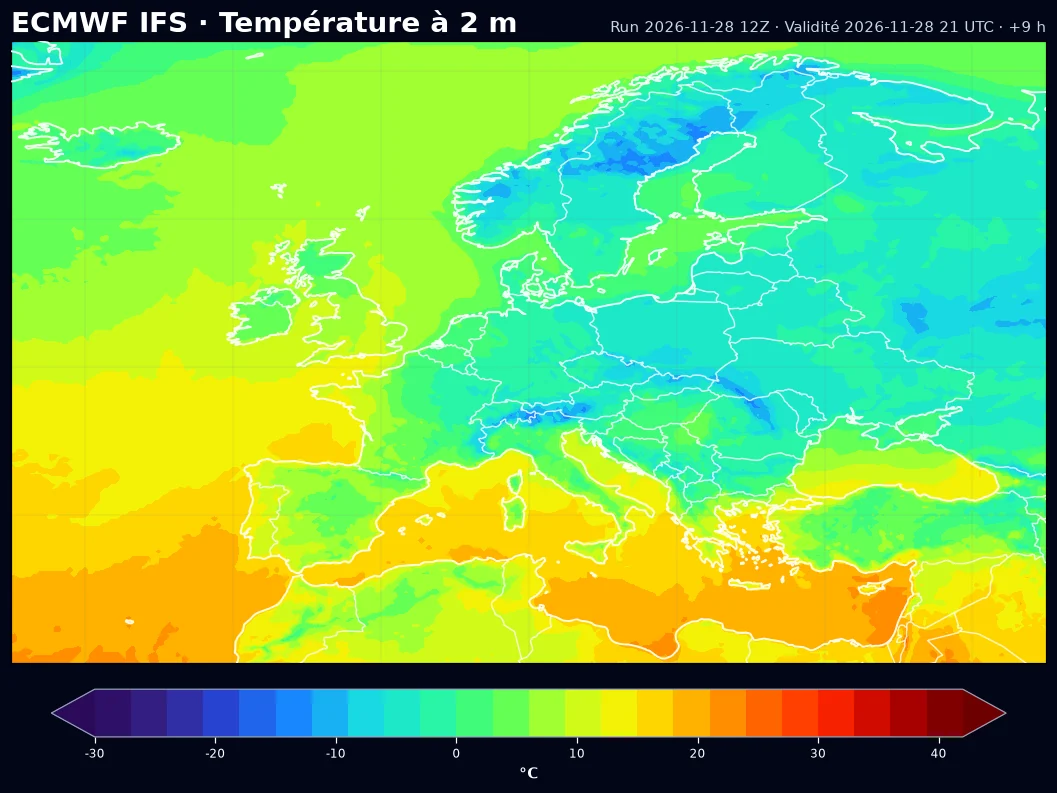 ECMWF IFS · Température à 2 m
Run 2026-11-28 12Z · Validité 2026-11-28 21 UTC · +9 h
-30 -20 -10 0 10 20 30 40
°C